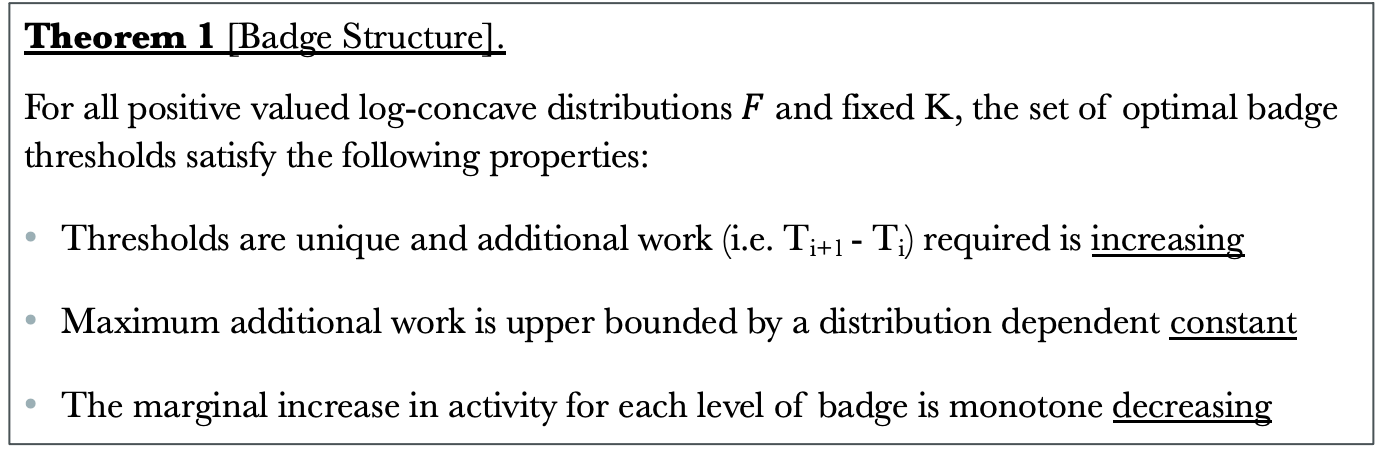 Theorem 1 [Badge Structure].
For all positive valued log-concave distributions F and fixed K, the set of optimal badge
thresholds satisfy the following properties:
• Thresholds are unique and additional work (i.e. Ti+1 - Ti) required is increasing
• Maximum additional work is upper bounded by a distribution dependent constant
• The marginal increase in activity for each level of badge is monotone decreasing